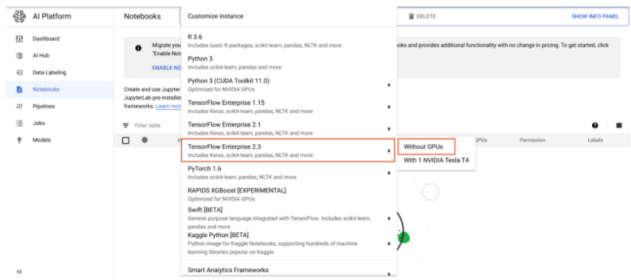 AI Platform
Notebooks
Customize instance
DELETE
SHOW INFO PANEL
Dashboard
AI Hub
Data Labeling
Notebooks
Pipelines
Jobs
Models
Migrate you
"Enable Not
ENABLE NO
ooks and provides additional functionality with no change in pricing. To get started, click
Create and use Jupyter
JupyterLab pre-installed
frameworks. Learn mor
Filter table
R 3.6
Includes basic R packages, scikit-learn, pandas, NLTK and more
Python 3
Includes scikit-learn, pandas and more
Python 3 (CUDA Toolkit 11.0)
Optimized for NVIDIA GPUs
TensorFlow Enterprise 1.15
Includes Keras, scikit-learn, pandas, NLTK and more
TensorFlow Enterprise 2.1
Includes Keras, scikit-learn, pandas, NLTK and more
TensorFlow Enterprise 2.3
Includes Keras, scikit-learn, pandas, NLTK and more
Without GPUs
With 1 NVIDIA Tesla T4
GPUs
Permission
Labels
PyTorch 1.6
Includes scikit-learn, pandas, NLTK and more
RAPIDS XGBoost [EXPERIMENTAL]
Optimized for NVIDIA GPUs
Swift [BETA]
General purpose language integrated with TensorFlow. Includes scikit-learn,
pandas and more.
Kaggle Python [BETA]
Python image for Kaggle Notebooks, supporting hundreds of machine
learning libraries popular on Kaggle
Smart Analytics Frameworks